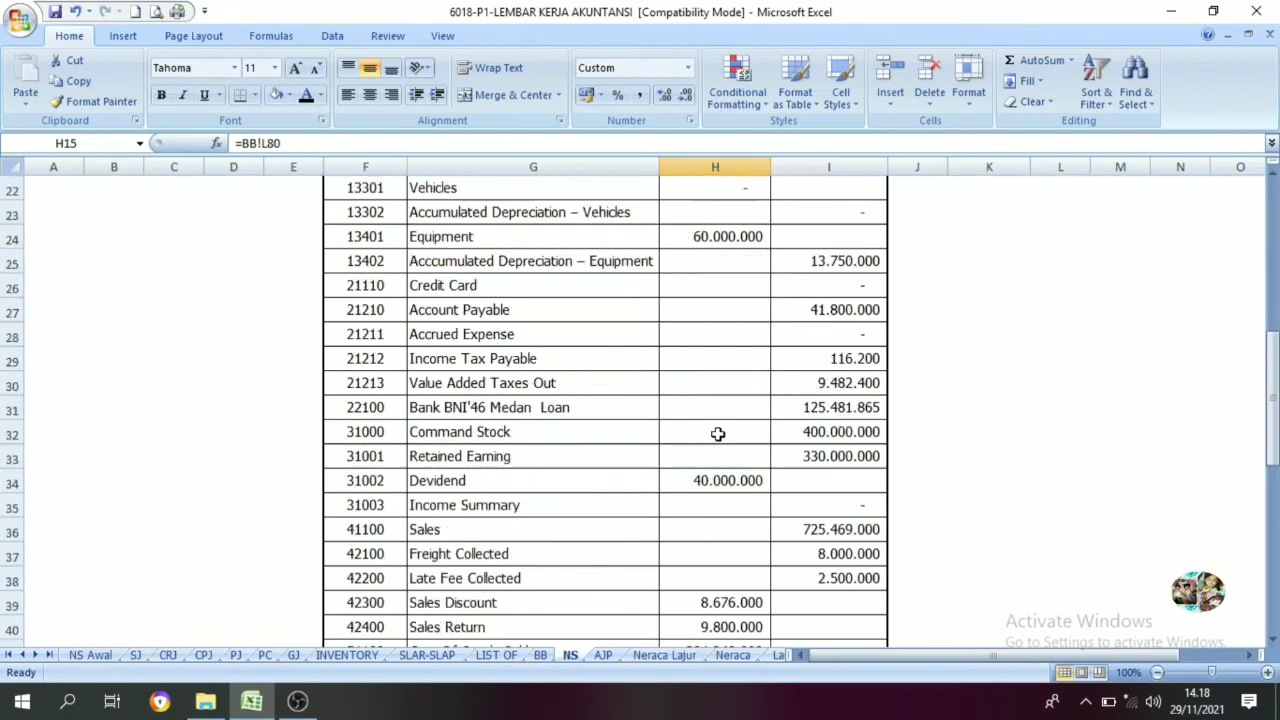 6018-P1-LEMBAR KERJA AKUNTANSI [Compatibility Mode] - Microsoft Excel
Home Insert Page Layout Formulas Data Review View
Paste Cut Copy Format Painter Clipboard
Tahoma 11 A A B I U A Font
Wrap Text Merge & Center Alignment
Custom % , Number
Conditional Formatting Format as Table Cell Styles Styles
Insert Delete Format Cells
Σ AutoSum Fill Clear Sort & Filter Find & Select Editing
H15 fx =BB!L80
A B C D E F G H I J K L M N O
22 13301 Vehicles -
23 13302 Accumulated Depreciation – Vehicles -
24 13401 Equipment 60.000.000
25 13402 Acccumulated Depreciation – Equipment 13.750.000
26 21110 Credit Card -
27 21210 Account Payable 41.800.000
28 21211 Accrued Expense -
29 21212 Income Tax Payable 116.200
30 21213 Value Added Taxes Out 9.482.400
31 22100 Bank BNI'46 Medan Loan 125.481.865
32 31000 Command Stock 400.000.000
33 31001 Retained Earning 330.000.000
34 31002 Devidend 40.000.000
35 31003 Income Summary -
36 41100 Sales 725.469.000
37 42100 Freight Collected 8.000.000
38 42200 Late Fee Collected 2.500.000
39 42300 Sales Discount 8.676.000
40 42400 Sales Return 9.800.000
Activate Windows
Go to Settings to activate Windows.
NS Awal SJ CRJ CPJ PJ PC GJ INVENTORY SLAR-SLAP LIST OF BB NS AJP Neraca Lajur Neraca La
Ready 100%
14.18
29/11/2021